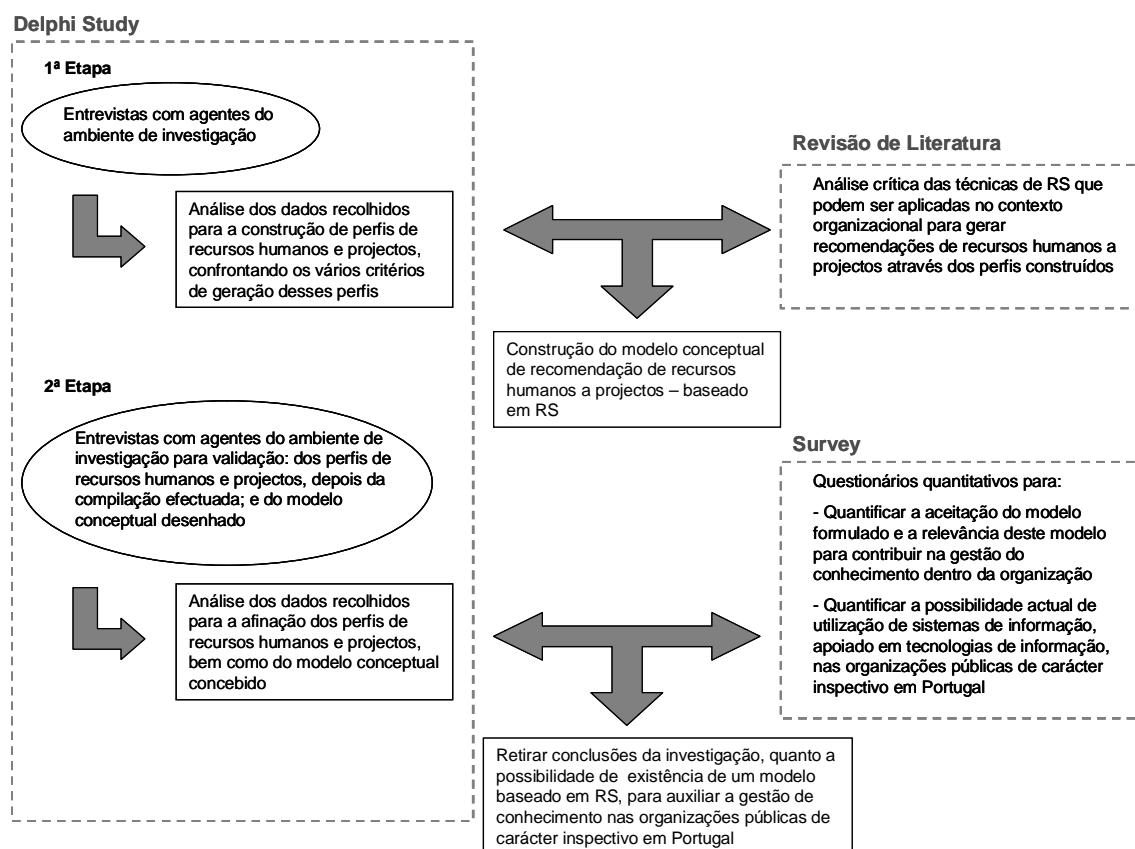 Delphi Study
1ª Etapa
Entrevistas com agentes do
ambiente de investigação
Análise dos dados recolhidos
para a construção de perfis de
recursos humanos e projectos,
confrontando os vários critérios
de geração desses perfis
Revisão de Literatura
Análise crítica das técnicas de RS que
podem ser aplicadas no contexto
organizacional para gerar
recomendações de recursos humanos a
projectos através dos perfis construídos
Construção do modelo conceptual
de recomendação de recursos
humanos a projectos – baseado
em RS
2ª Etapa
Entrevistas com agentes do ambiente de
investigação para validação: dos perfis de
recursos humanos e projectos, depois da
compilação efectuada; e do modelo
conceptual desenhado
Análise dos dados recolhidos
para a afinação dos perfis de
recursos humanos e projectos,
bem como do modelo conceptual
concebido
Survey
Questionários quantitativos para:
- Quantificar a aceitação do modelo
formulado e a relevância deste modelo
para contribuir na gestão do
conhecimento dentro da organização
- Quantificar a possibilidade actual de
utilização de sistemas de informação,
apoiado em tecnologias de informação,
nas organizações públicas de carácter
inspectivo em Portugal
Retirar conclusões da investigação, quanto a
possibilidade de existência de um modelo
baseado em RS, para auxiliar a gestão de
conhecimento nas organizações públicas de
carácter inspectivo em Portugal